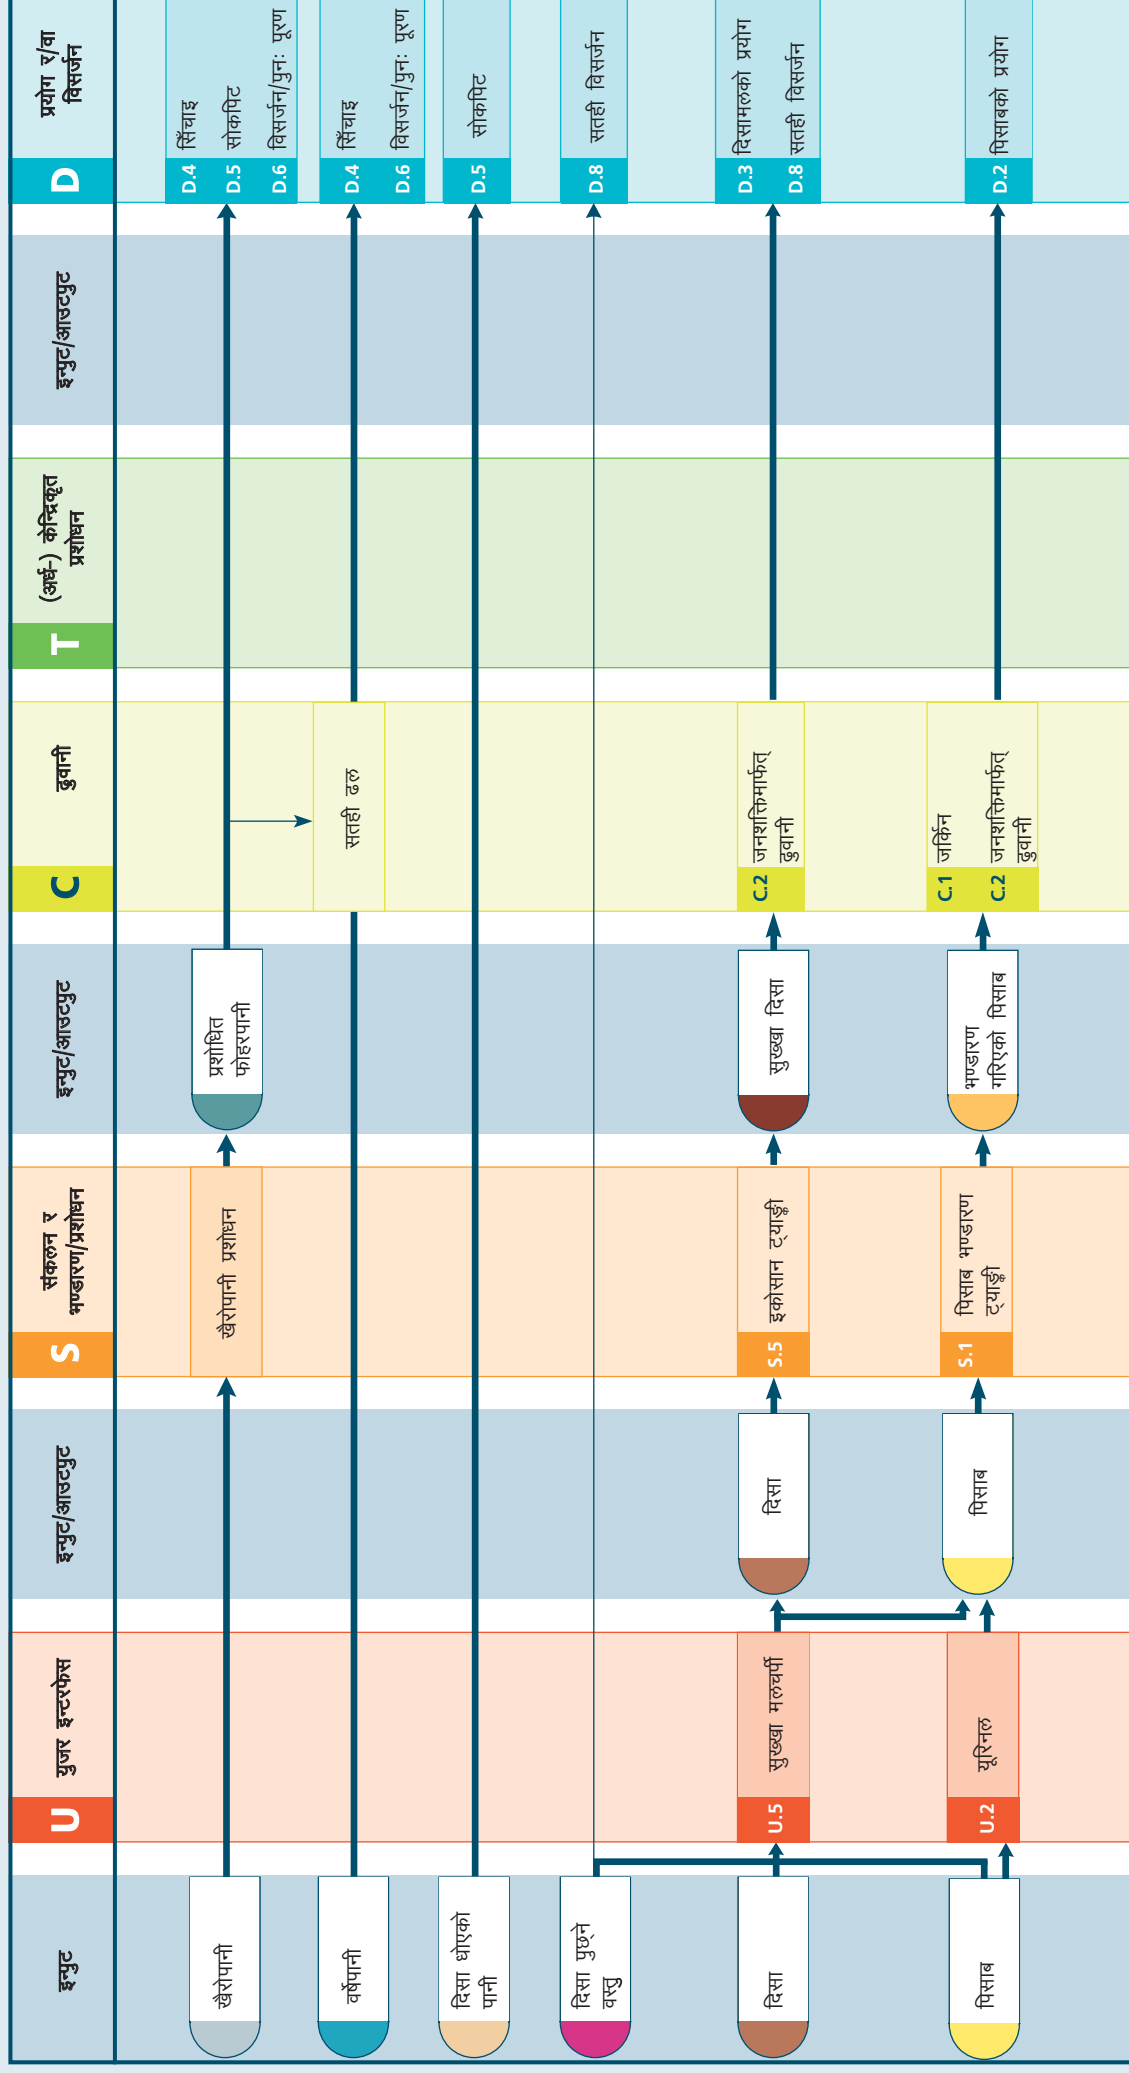 इन्पुट
U
युजर इन्टरफेस
इन्पुट/आउटपुट
S
संकलन र
भण्डारण/प्रशोधन
इन्पुट/आउटपुट
C
ढुवानी
T
(अर्ध-) केन्द्रिकृत
प्रशोधन
इन्पुट/आउटपुट
D
प्रयोग र/वा
विसर्जन
खैरोपानी
खैरोपानी प्रशोधन
प्रशोधित
फोहरपानी
D.4 सिँचाइ
D.5 सोकपिट
D.6 विसर्जन/पुनः पूरण
वर्षेपानी
सतही ढल
D.4 सिँचाइ
D.6 विसर्जन/पुनः पूरण
दिसा धोएको
पानी
D.5 सोकपिट
दिसा पुछ्ने
वस्तु
D.8 सतही विसर्जन
दिसा
U.5 सुख्खा मलचर्पी
दिसा
S.5 इकोसान ट्याङ्की
सुख्खा दिसा
C.2 जनशक्तिमार्फत्
ढुवानी
D.3 दिसामलको प्रयोग
D.8 सतही विसर्जन
पिसाब
U.2 यूरिनल
पिसाब
S.1 पिसाब भण्डारण
ट्याङ्की
भण्डारण
गरिएको पिसाब
C.1 जर्किन
C.2 जनशक्तिमार्फत्
ढुवानी
D.2 पिसाबको प्रयोग